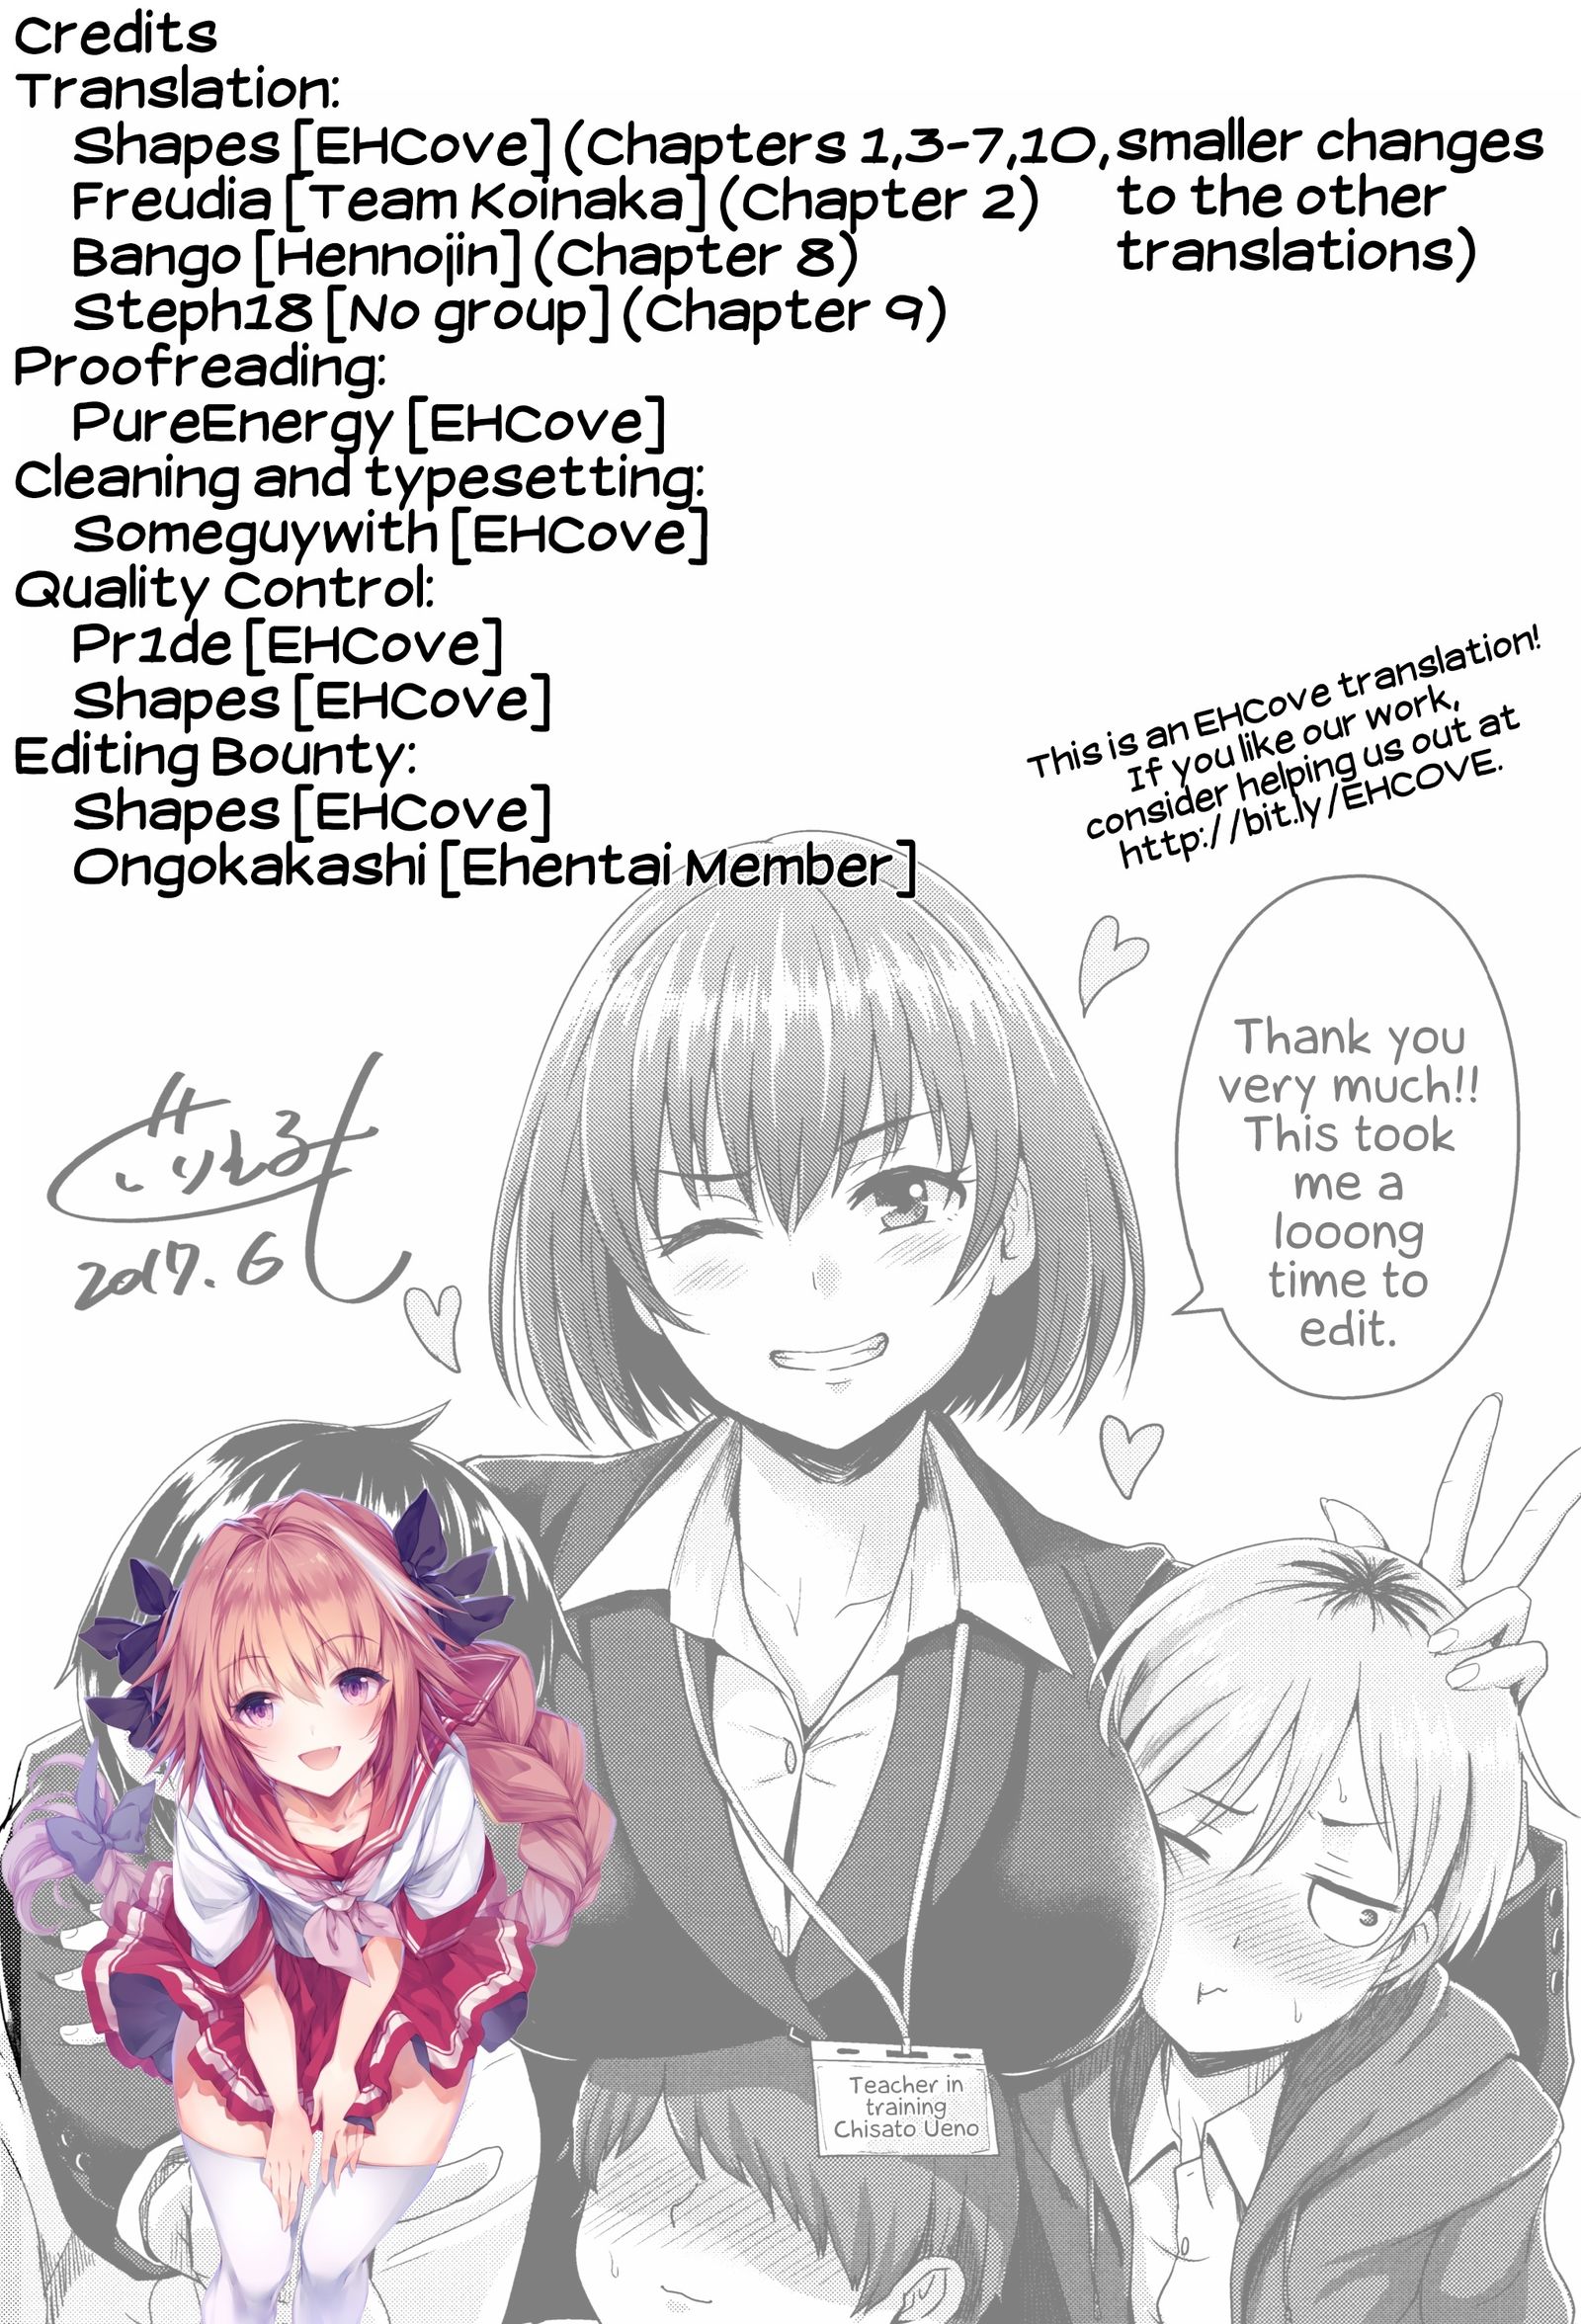 Credits
Translation:
Shapes [EHCove] (Chapters 1,3-7,10, smaller changes
to the other
translations)
Freudia [Team Koinaka] (Chapter 2)
Bango [Hennojin] (Chapter 8)
Steph18 [No group] (Chapter 9)
Proofreading:
PureEnergy [EHCove]
Cleaning and typesetting:
Someguywith [EHCove]
Quality Control:
Pr1de [EHCove]
Shapes [EHCove]
Editing Bounty:
Shapes [EHCove]
Ongokakashi [Ehentai Member]
This is an EHCove translation!
If you like our work,
consider helping us out at
http://bit.ly/EHCOVE.
Thank you
very much!!
This took
me a
looong
time to
edit.
2017.6
Teacher in
training
Chisato Ueno